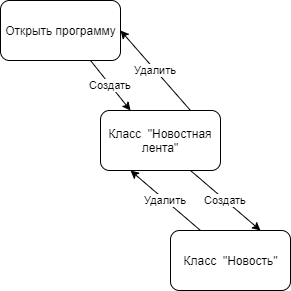 Открыть программу
Удалить
Создать
Класс "Новостная
лента"
Удалить
Создать
Класс "Новость"